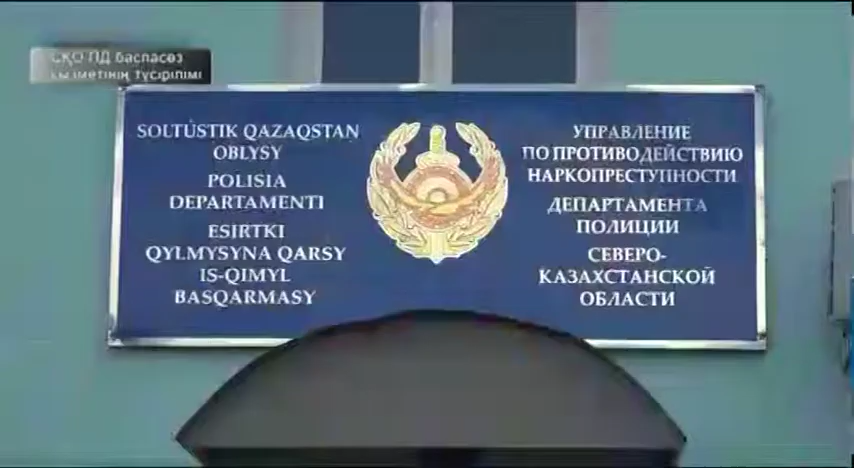 СҚО ПД баспасөз
қызметінің түсірілімі
SOLTÚSTIK QAZAQSTAN
OBLYSY
POLISIA
DEPARTAMENTI
ESIRTKI
QYLMYSYNA QARSY
IS-QIMYL
BASQARMASY
УПРАВЛЕНИЕ
ПО ПРОТИВОДЕЙСТВИЮ
НАРКОПРЕСТУПНОСТИ
ДЕПАРТАМЕНТА
ПОЛИЦИИ
СЕВЕРО-
КАЗАХСТАНСКОЙ
ОБЛАСТИ